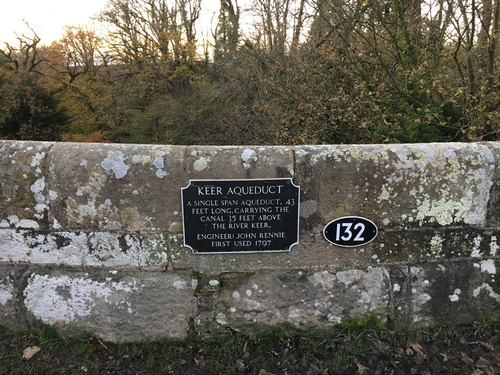 KEER AQUEDUCT
A SINGLE SPAN AQUEDUCT, 43
FEET LONG, CARRYING THE
CANAL 35 FEET ABOVE
THE RIVER KEER.
ENGINEER: JOHN RENNIE
FIRST USED 1797
132